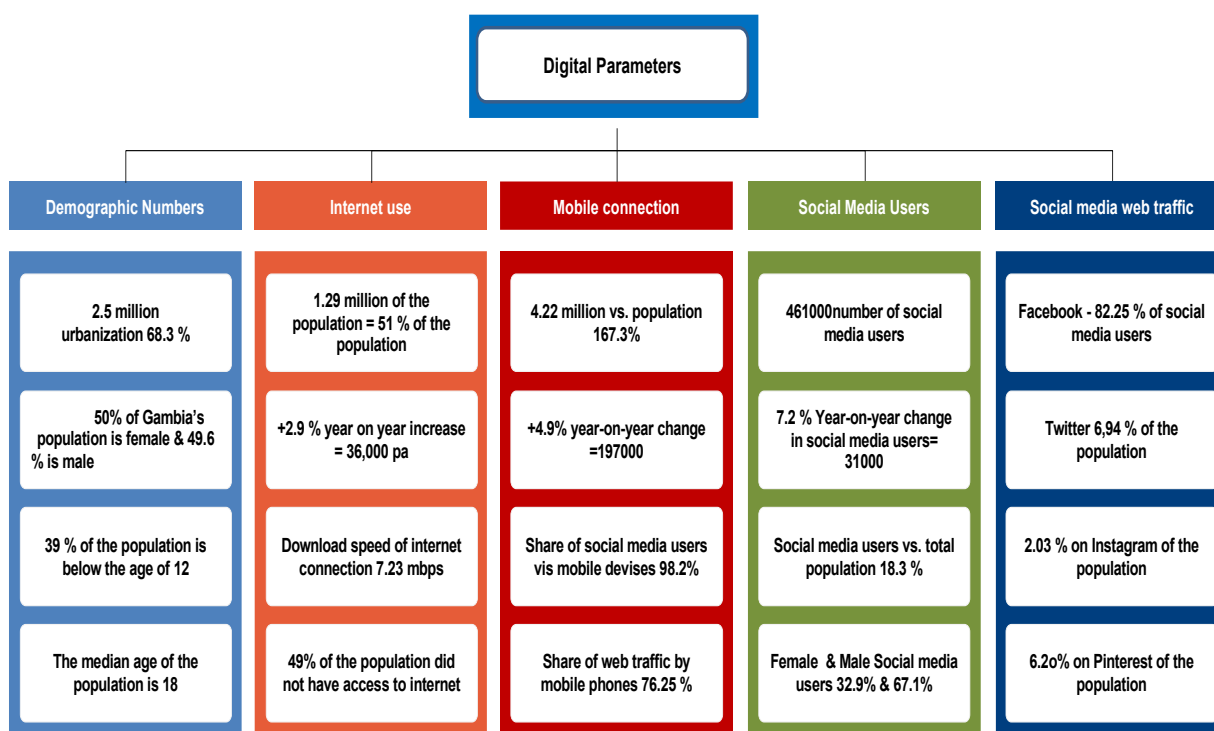 Digital Parameters
Demographic Numbers
2.5 million
urbanization 68.3 %
50% of Gambia's
population is female & 49.6
% is male
39 % of the population is
below the age of 12
The median age of the
population is 18
Internet use
1.29 million of the
population = 51 % of the
population
+2.9 % year on year increase
= 36,000 pa
Download speed of internet
connection 7.23 mbps
49% of the population did
not have access to internet
Mobile connection
4.22 million vs. population
167.3%
+4.9% year-on-year change
=197000
Share of social media users
vis mobile devises 98.2%
Share of web traffic by
mobile phones 76.25 %
Social Media Users
461000number of social
media users
7.2 % Year-on-year change
in social media users=
31000
Social media users vs. total
population 18.3 %
Female & Male Social media
users 32.9% & 67.1%
Social media web traffic
Facebook - 82.25 % of social
media users
Twitter 6,94 % of the
population
2.03 % on Instagram of the
population
6.2o% on Pinterest of the
population